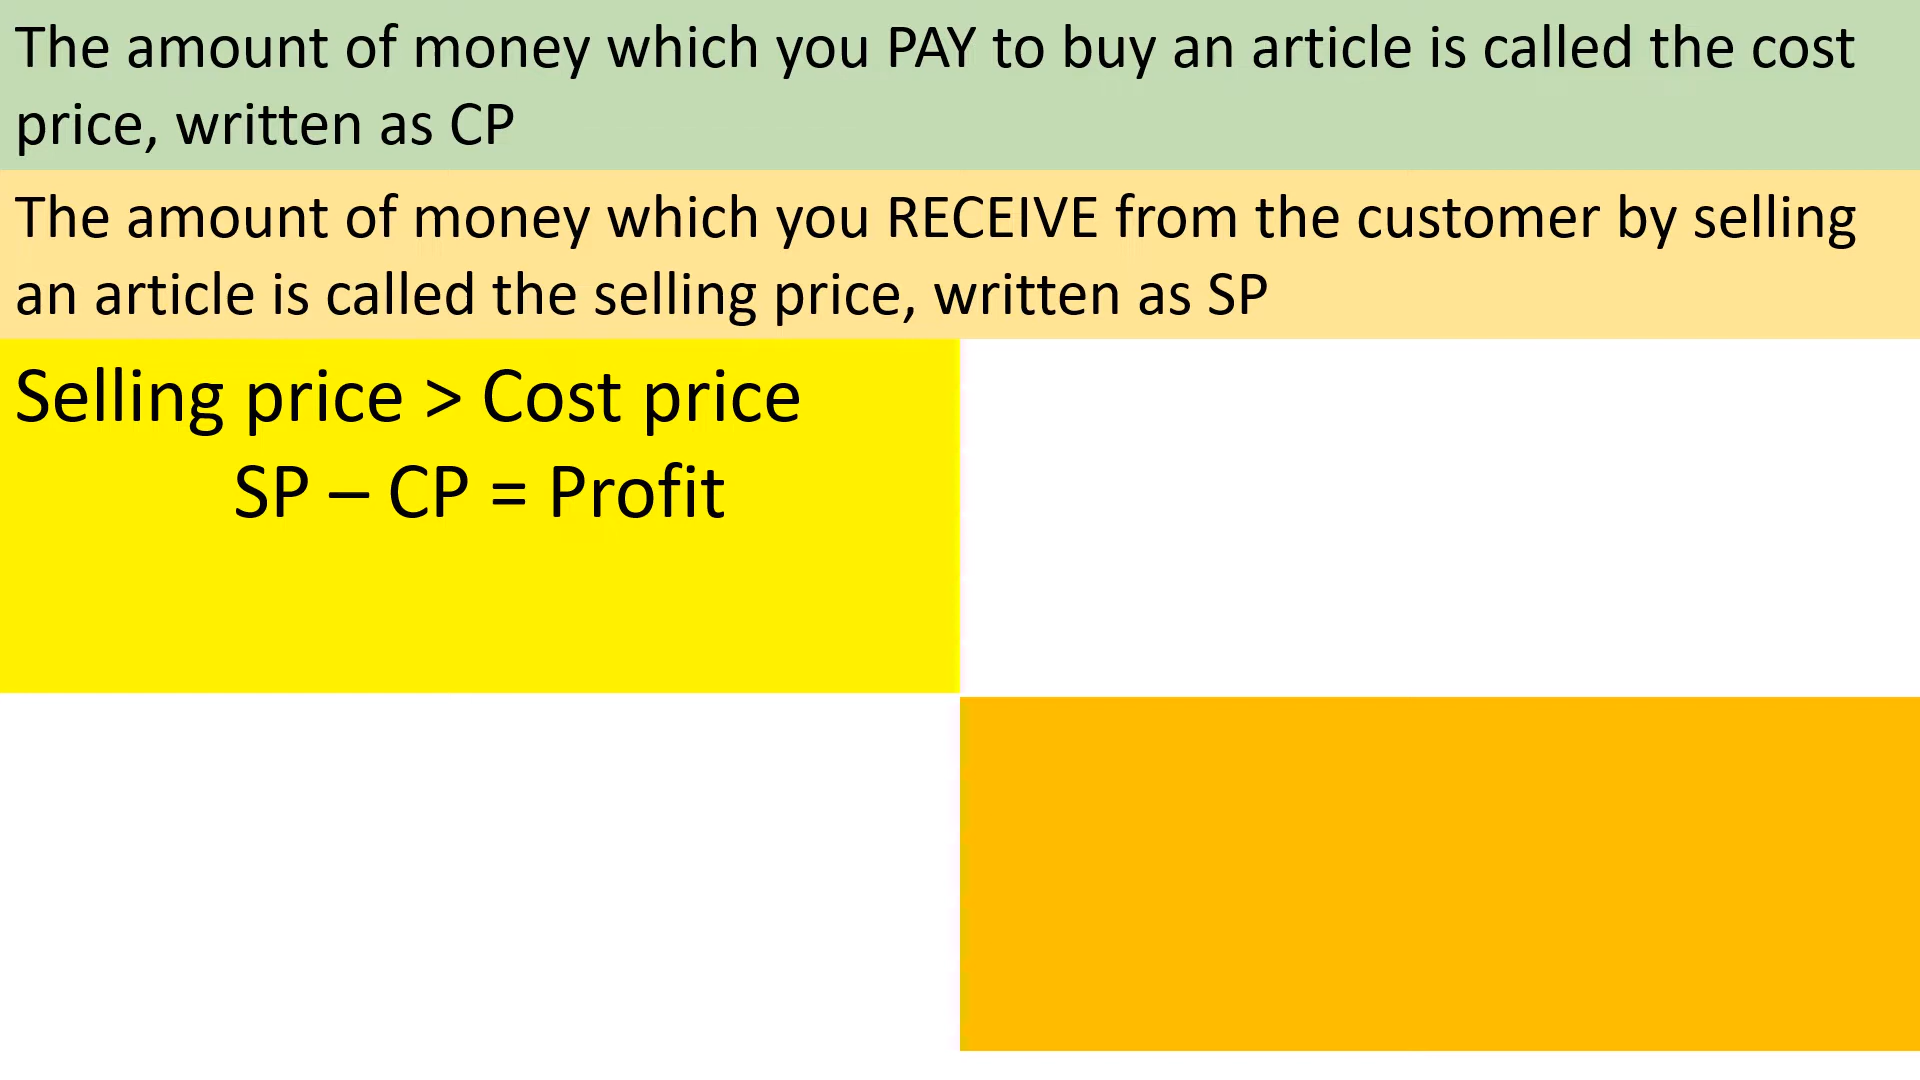 The amount of money which you PAY to buy an article is called the cost
price, written as CP
The amount of money which you RECEIVE from the customer by selling
an article is called the selling price, written as SP
Selling price > Cost price
SP – CP = Profit